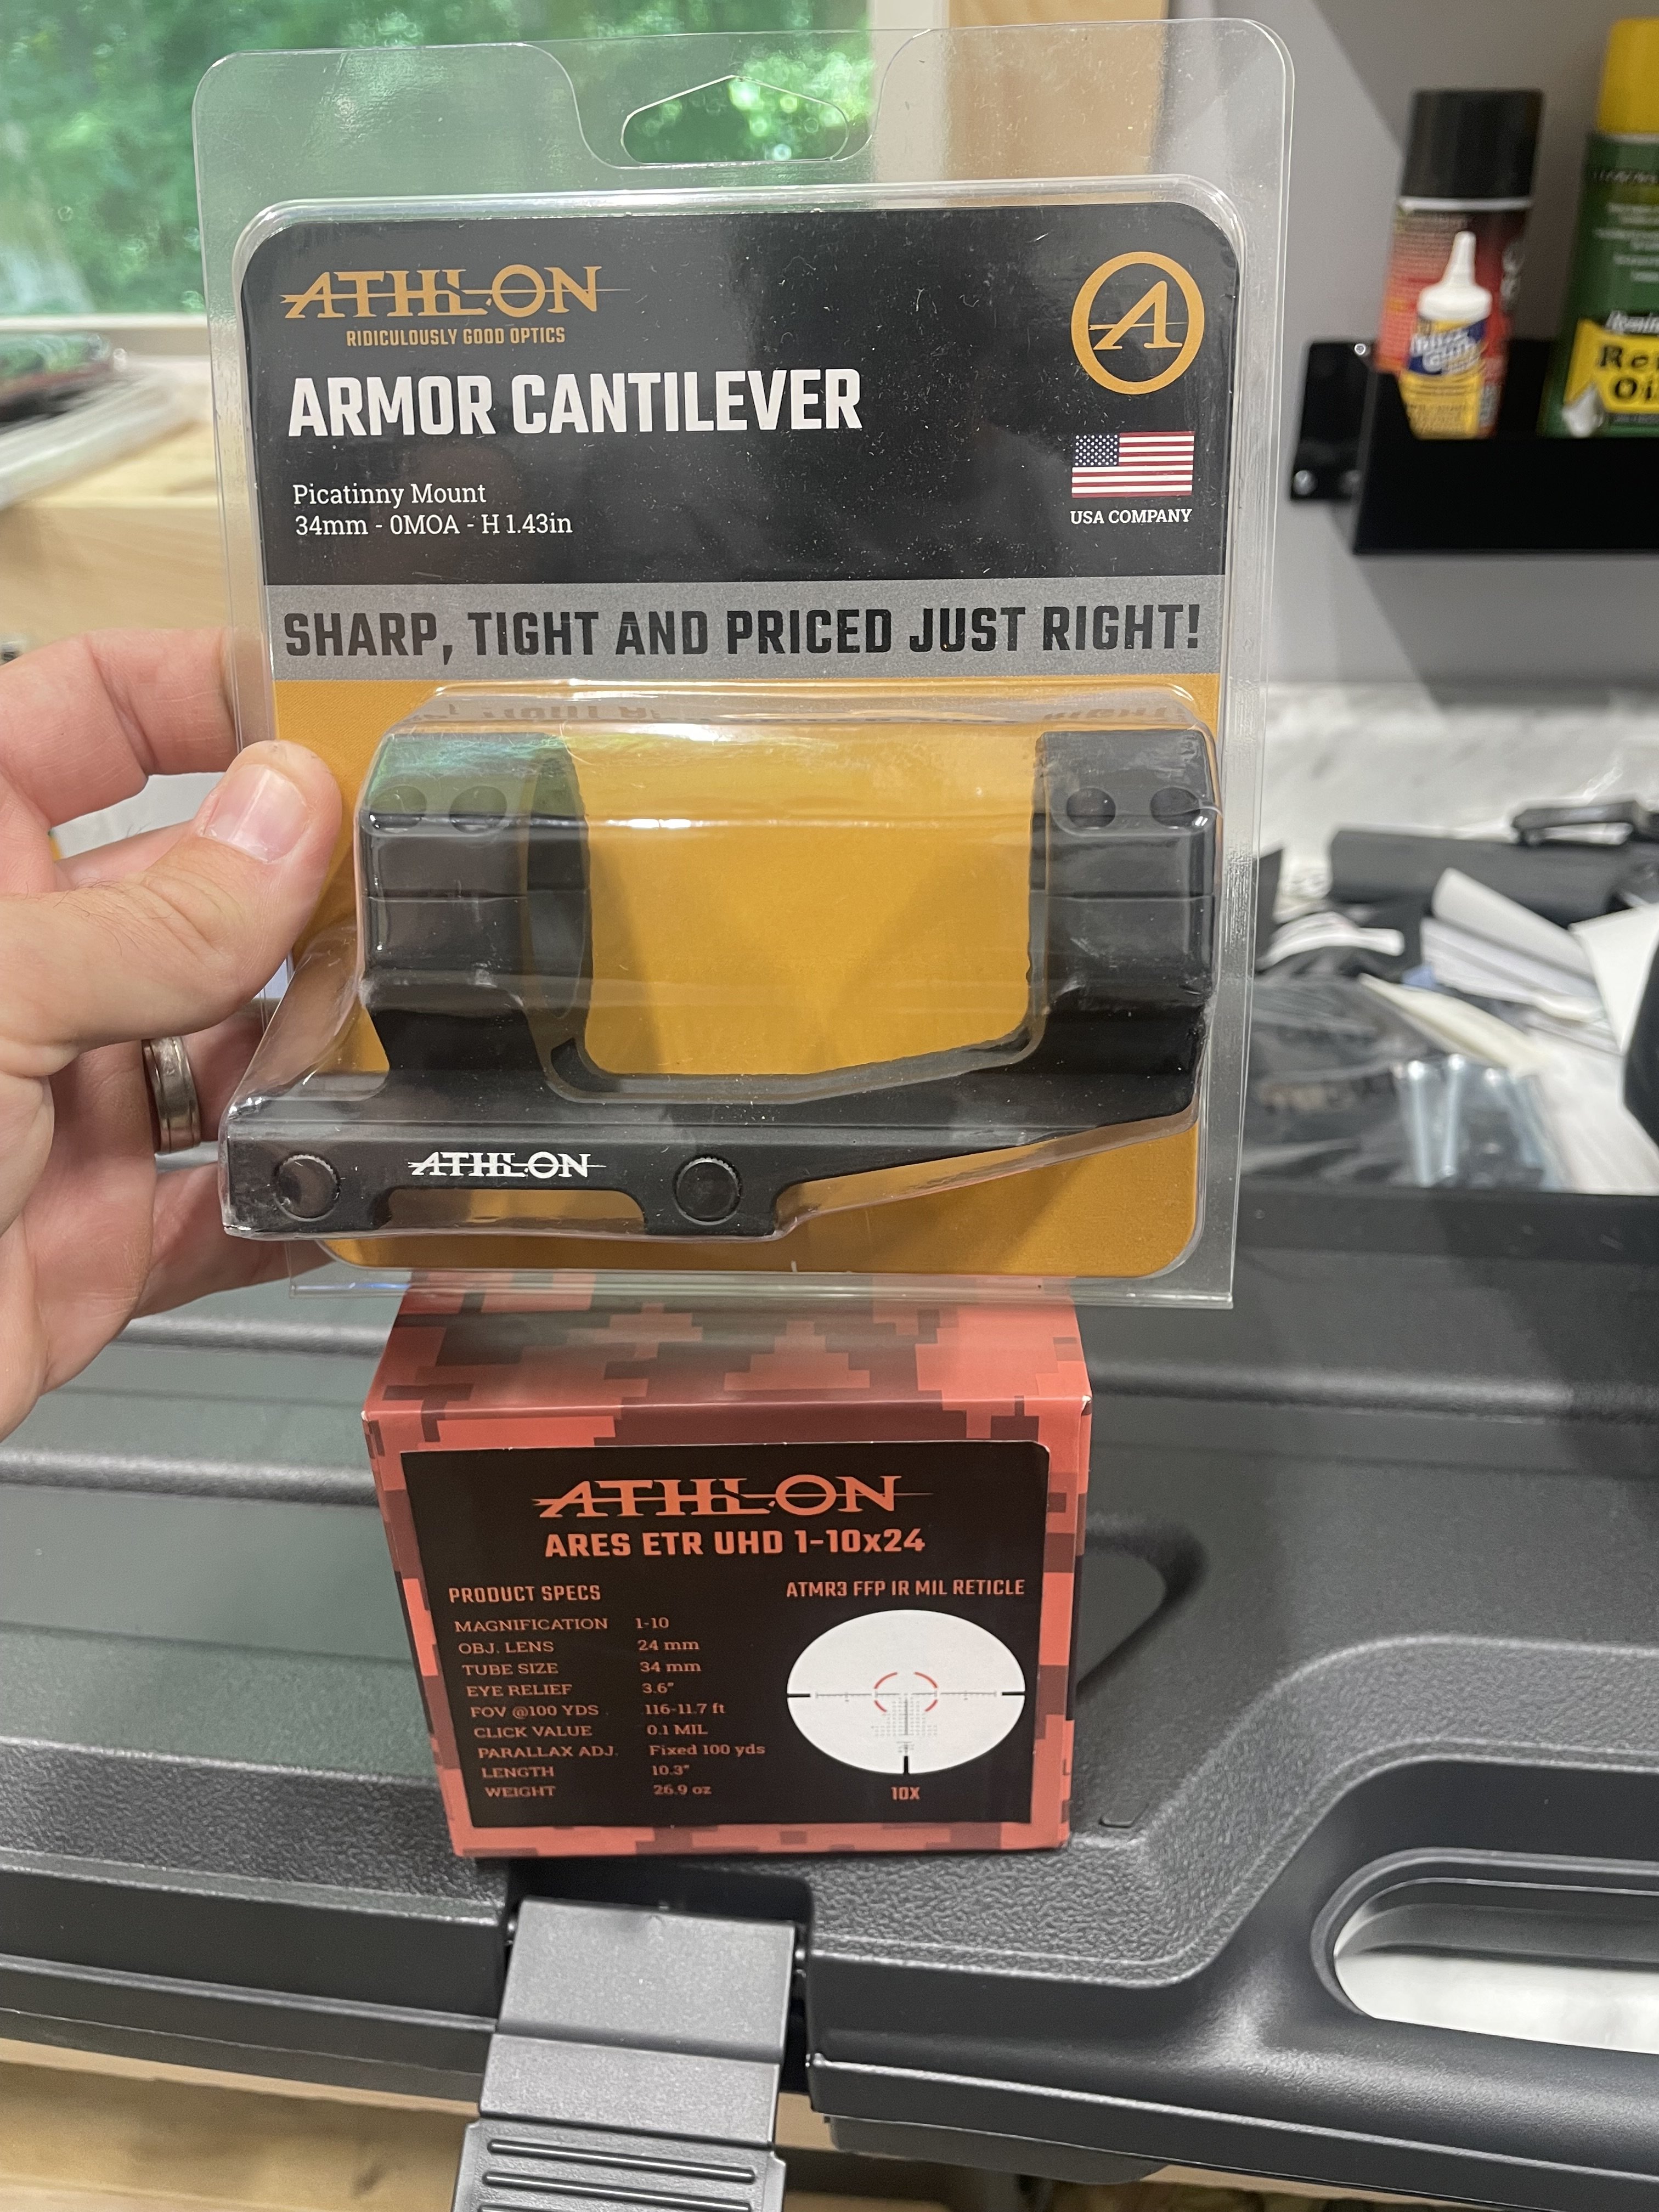 ATHLON
RIDICULOUSLY GOOD OPTICS
ARMOR CANTILEVER
Picatinny Mount
34mm - 0MOA - H 1.43in
USA COMPANY
SHARP, TIGHT AND PRICED JUST RIGHT!
ATHLON
ATHLON
ARES ETR UHD 1-10x24
PRODUCT SPECS
MAGNIFICATION 1-10
OBJ. LENS 24 mm
TUBE SIZE 34 mm
EYE RELIEF 3.6"
FOV @100 YDS 116-11.7 ft
CLICK VALUE 0.1 MIL
PARALLAX ADJ. Fixed 100 yds
LENGTH 10.3"
WEIGHT 26.9 oz
ATMR3 FFP IR MIL RETICLE
10X